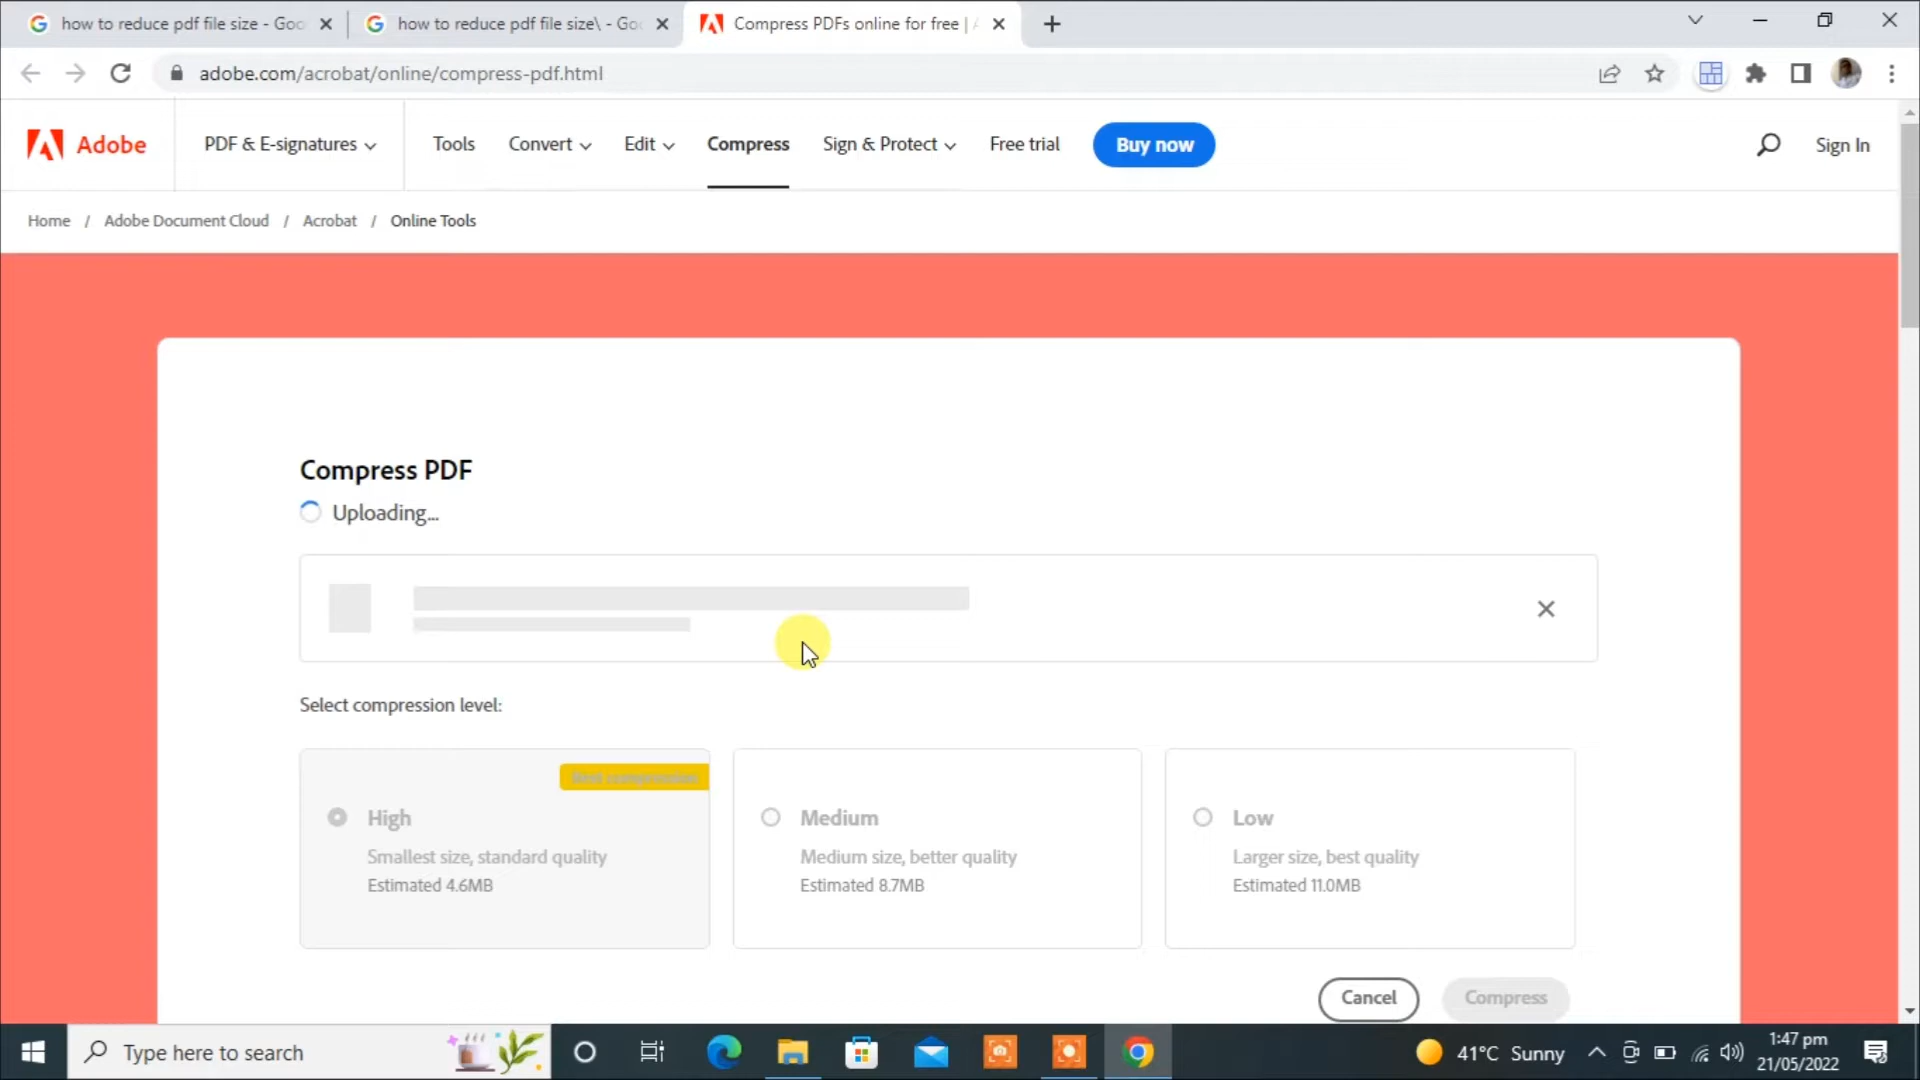 how to reduce pdf file size - Goo
how to reduce pdf file size\ - Go
Compress PDFs online for free |
adobe.com/acrobat/online/compress-pdf.html
Adobe
PDF & E-signatures
Tools
Convert
Edit
Compress
Sign & Protect
Free trial
Buy now
Sign In
Home / Adobe Document Cloud / Acrobat / Online Tools
Compress PDF
Uploading...
Select compression level:
Best compression
High
Smallest size, standard quality
Estimated 4.6MB
Medium
Medium size, better quality
Estimated 8.7MB
Low
Larger size, best quality
Estimated 11.0MB
Cancel
Compress
Type here to search
41°C Sunny
1:47 pm
21/05/2022